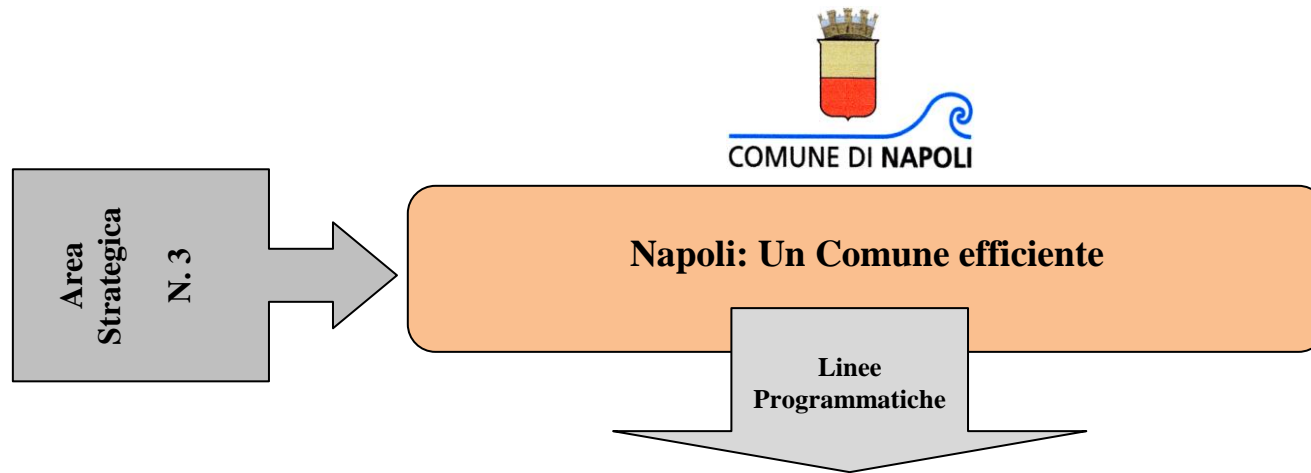 COMUNE DI NAPOLI
Area
Strategica
N. 3
Napoli: Un Comune efficiente
Linee
Programmatiche